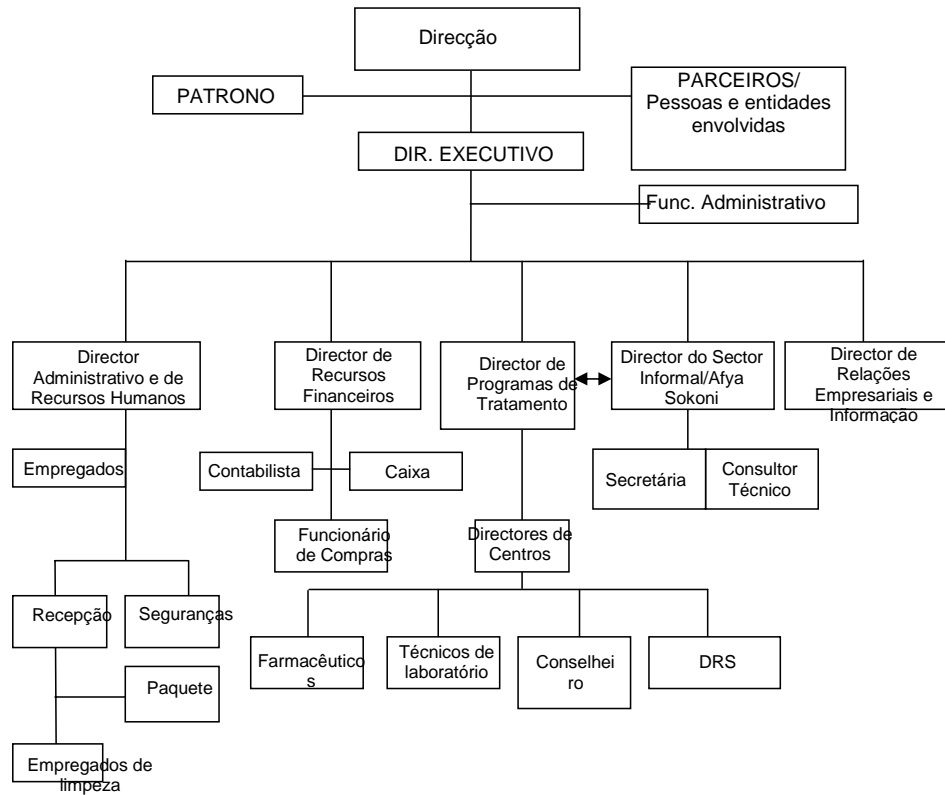 Direcção
PATRONO
PARCEIROS/
Pessoas e entidades
envolvidas
DIR. EXECUTIVO
Func. Administrativo
Director
Administrativo e de
Recursos Humanos
Director de
Recursos
Financeiros
Director de
Programas de
Tratamento
Director do Sector
Informal/Afya
Sokoni
Director de
Relações
Empresariais e
Informação
Empregados
Contabilista
Caixa
Secretária
Consultor
Técnico
Funcionário
de Compras
Directores de
Centros
Recepção
Seguranças
Farmacêutico
s
Técnicos de
laboratório
Conselhei
ro
DRS
Paquete
Empregados de
limpeza